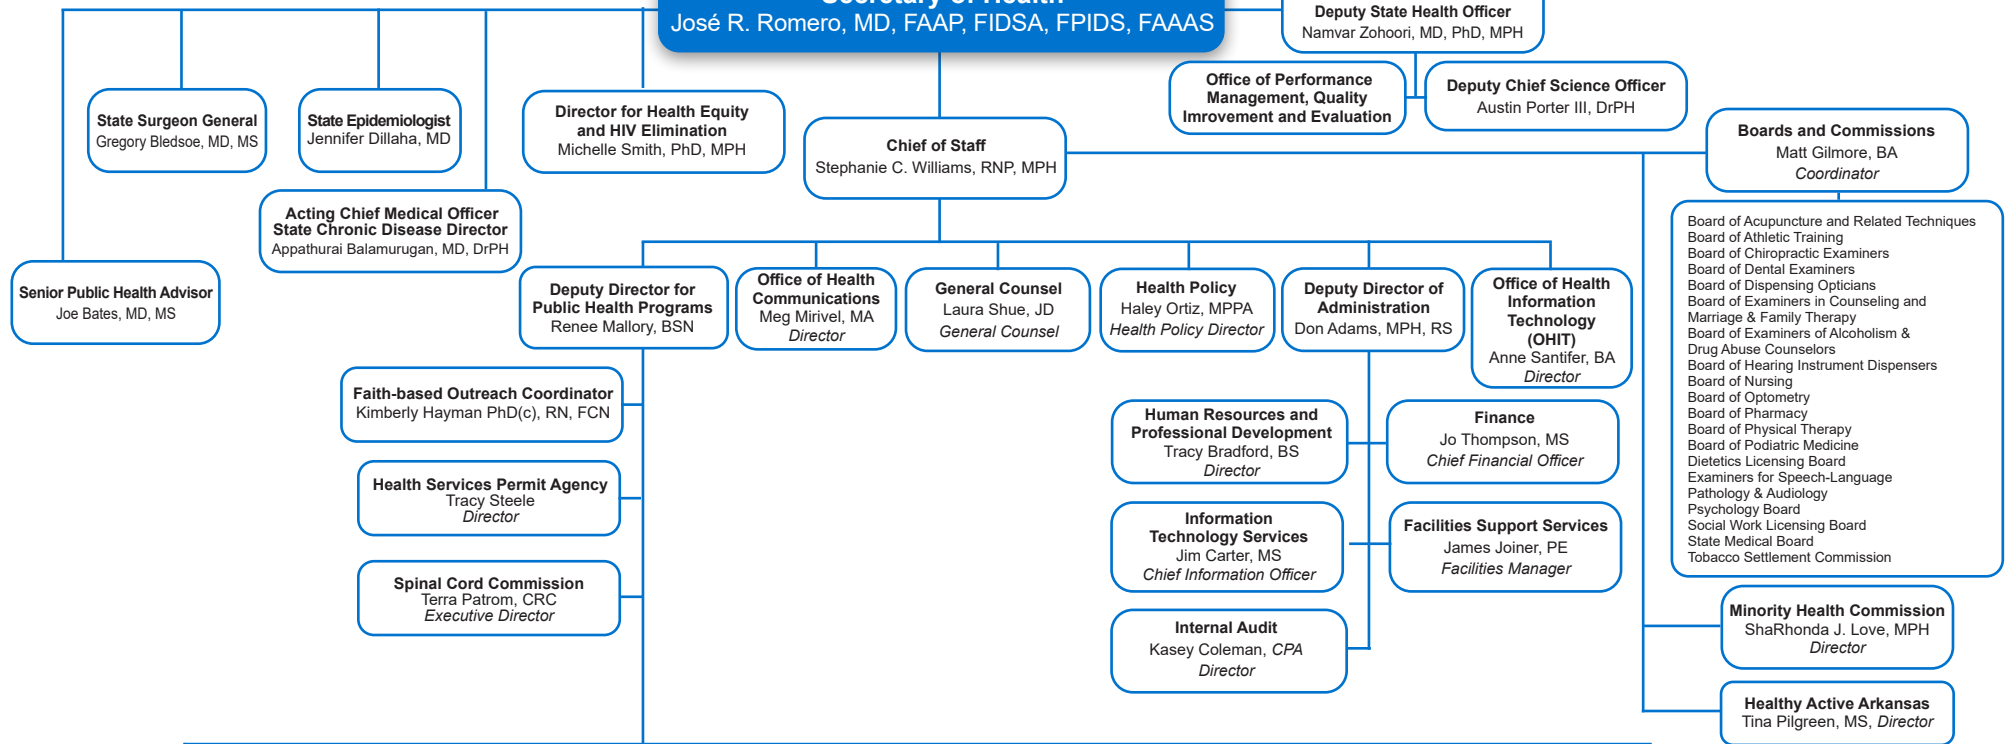 Secretary of Health
José R. Romero, MD, FAAP, FIDSA, FPIDS, FAAAS
Deputy State Health Officer
Namvar Zohoori, MD, PhD, MPH
Office of Performance
Management, Quality
Imrovement and Evaluation
Deputy Chief Science Officer
Austin Porter III, DrPH
State Surgeon General
Gregory Bledsoe, MD, MS
State Epidemiologist
Jennifer Dillaha, MD
Director for Health Equity
and HIV Elimination
Michelle Smith, PhD, MPH
Chief of Staff
Stephanie C. Williams, RNP, MPH
Boards and Commissions
Matt Gilmore, BA
Coordinator
Acting Chief Medical Officer
State Chronic Disease Director
Appathurai Balamurugan, MD, DrPH
Senior Public Health Advisor
Joe Bates, MD, MS
Deputy Director for
Public Health Programs
Renee Mallory, BSN
Office of Health
Communications
Meg Mirivel, MA
Director
General Counsel
Laura Shue, JD
General Counsel
Health Policy
Haley Ortiz, MPPA
Health Policy Director
Deputy Director of
Administration
Don Adams, MPH, RS
Office of Health
Information
Technology
(OHIT)
Anne Santifer, BA
Director
Board of Acupuncture and Related Techniques
Board of Athletic Training
Board of Chiropractic Examiners
Board of Dental Examiners
Board of Dispensing Opticians
Board of Examiners in Counseling and
Marriage & Family Therapy
Board of Examiners of Alcoholism &
Drug Abuse Counselors
Board of Hearing Instrument Dispensers
Board of Nursing
Board of Optometry
Board of Pharmacy
Board of Physical Therapy
Board of Podiatric Medicine
Dietetics Licensing Board
Examiners for Speech-Language
Pathology & Audiology
Psychology Board
Social Work Licensing Board
State Medical Board
Tobacco Settlement Commission
Faith-based Outreach Coordinator
Kimberly Hayman PhD(c), RN, FCN
Health Services Permit Agency
Tracy Steele
Director
Spinal Cord Commission
Terra Patrom, CRC
Executive Director
Human Resources and
Professional Development
Tracy Bradford, BS
Director
Finance
Jo Thompson, MS
Chief Financial Officer
Information
Technology Services
Jim Carter, MS
Chief Information Officer
Facilities Support Services
James Joiner, PE
Facilities Manager
Internal Audit
Kasey Coleman, CPA
Director
Minority Health Commission
ShaRhonda J. Love, MPH
Director
Healthy Active Arkansas
Tina Pilgreen, MS, Director